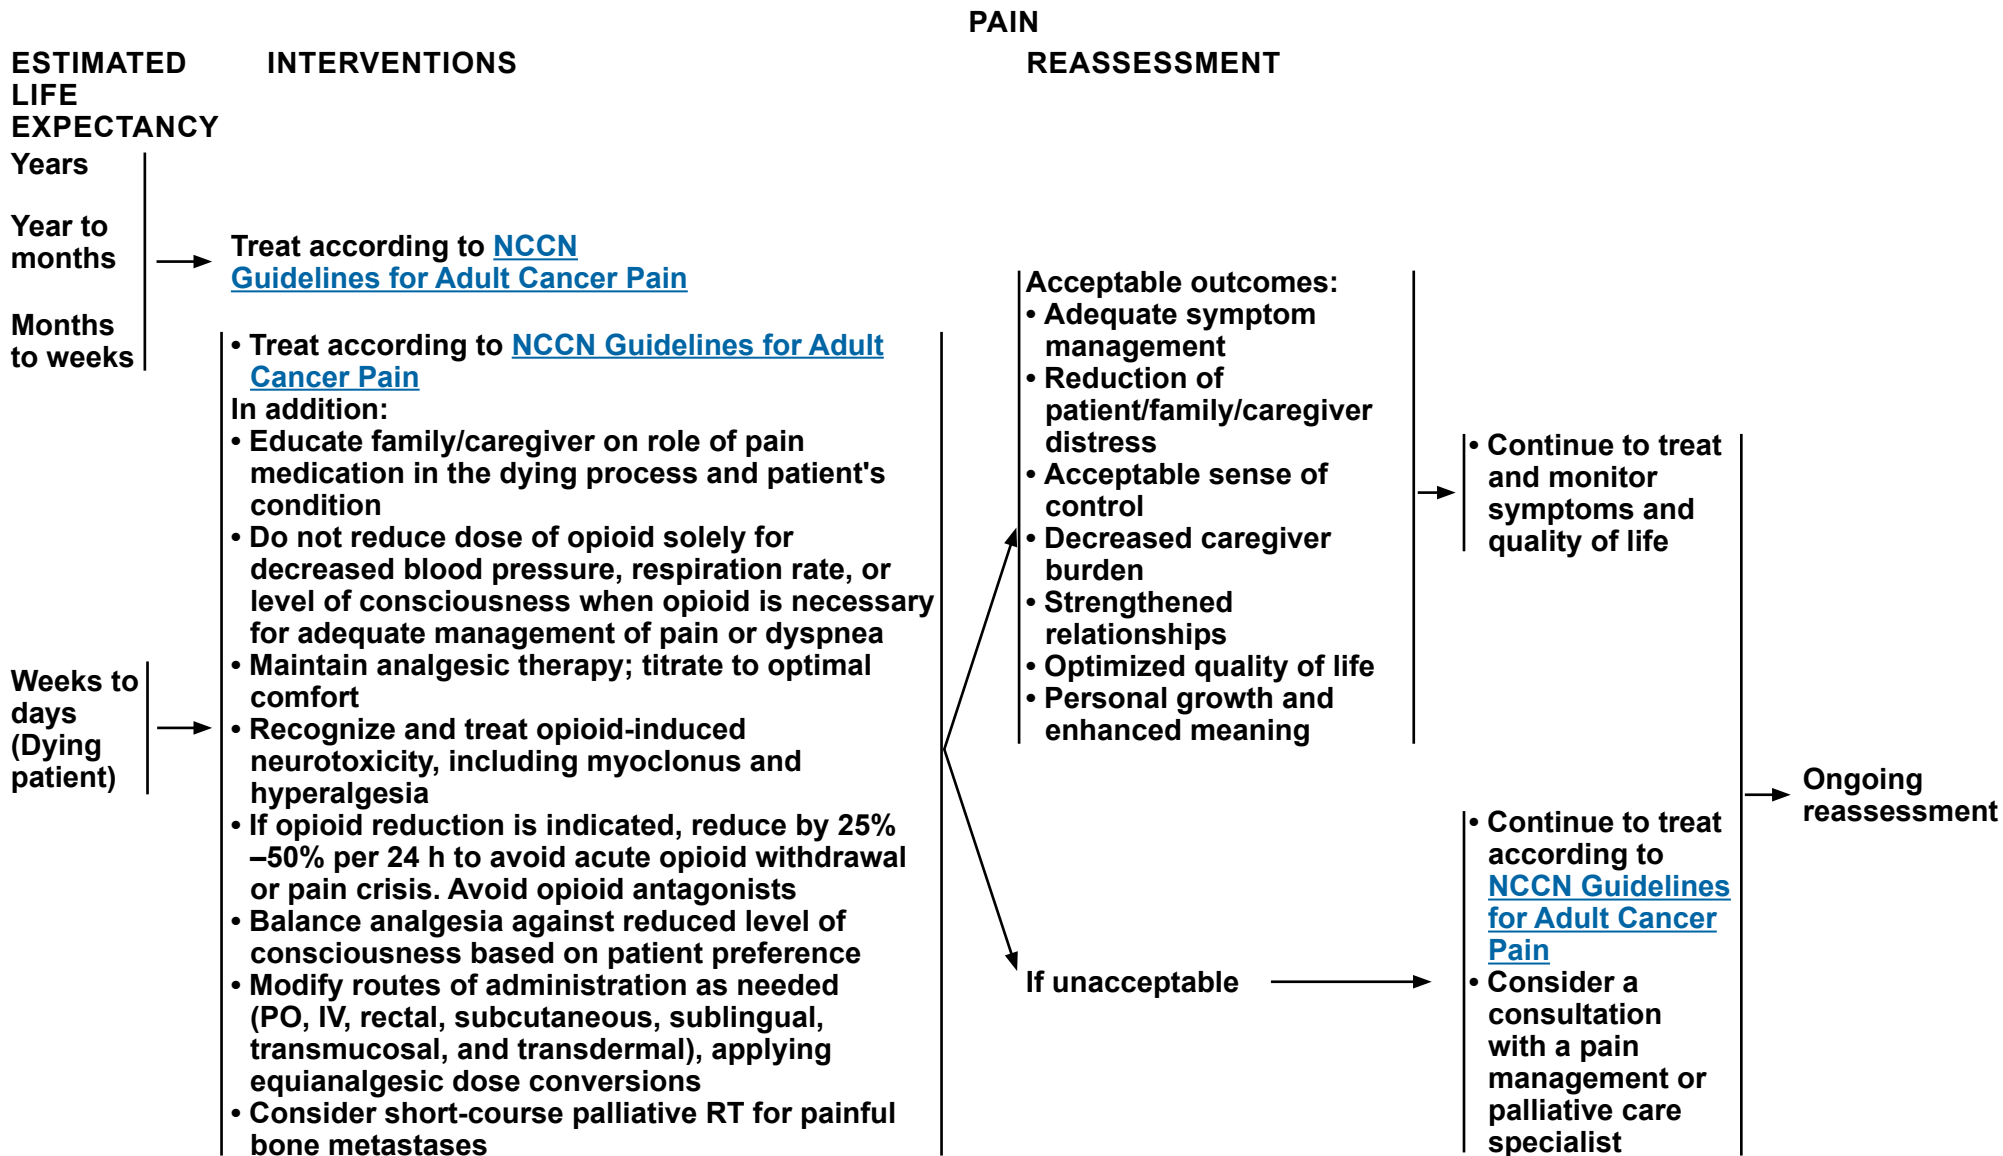 PAIN
ESTIMATED
LIFE
EXPECTANCY
INTERVENTIONS
REASSESSMENT
Years
Year to
months
Months
to weeks
Treat according to NCCN
Guidelines for Adult Cancer Pain
Weeks to
days
(Dying
patient)
• Treat according to NCCN Guidelines for Adult
Cancer Pain
In addition:
• Educate family/caregiver on role of pain
medication in the dying process and patient's
condition
• Do not reduce dose of opioid solely for
decreased blood pressure, respiration rate, or
level of consciousness when opioid is necessary
for adequate management of pain or dyspnea
• Maintain analgesic therapy; titrate to optimal
comfort
• Recognize and treat opioid-induced
neurotoxicity, including myoclonus and
hyperalgesia
• If opioid reduction is indicated, reduce by 25%
–50% per 24 h to avoid acute opioid withdrawal
or pain crisis. Avoid opioid antagonists
• Balance analgesia against reduced level of
consciousness based on patient preference
• Modify routes of administration as needed
(PO, IV, rectal, subcutaneous, sublingual,
transmucosal, and transdermal), applying
equianalgesic dose conversions
• Consider short-course palliative RT for painful
bone metastases
Acceptable outcomes:
• Adequate symptom
management
• Reduction of
patient/family/caregiver
distress
• Acceptable sense of
control
• Decreased caregiver
burden
• Strengthened
relationships
• Optimized quality of life
• Personal growth and
enhanced meaning
• Continue to treat
and monitor
symptoms and
quality of life
If unacceptable
• Continue to treat
according to
NCCN Guidelines
for Adult Cancer
Pain
• Consider a
consultation
with a pain
management or
palliative care
specialist
Ongoing
reassessment